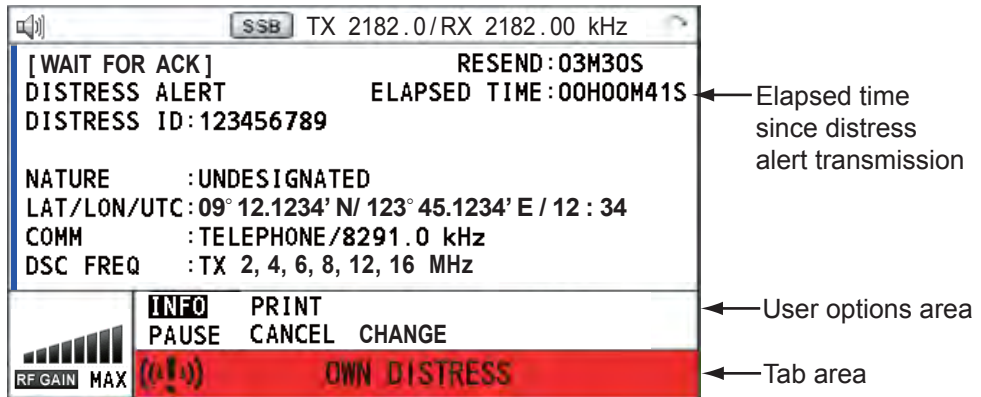 SSB TX 2182.0/RX 2182.00 kHz
[WAIT FOR ACK] RESEND:03M30S
DISTRESS ALERT ELAPSED TIME:00H00M41S
DISTRESS ID:123456789
NATURE :UNDESIGNATED
LAT/LON/UTC:09° 12.1234' N/ 123° 45.1234' E / 12 : 34
COMM :TELEPHONE/8291.0 kHz
DSC FREQ :TX 2, 4, 6, 8, 12, 16 MHz
INFO PRINT
PAUSE CANCEL CHANGE
RF GAIN MAX OWN DISTRESS
Elapsed time
since distress
alert transmission
User options area
Tab area